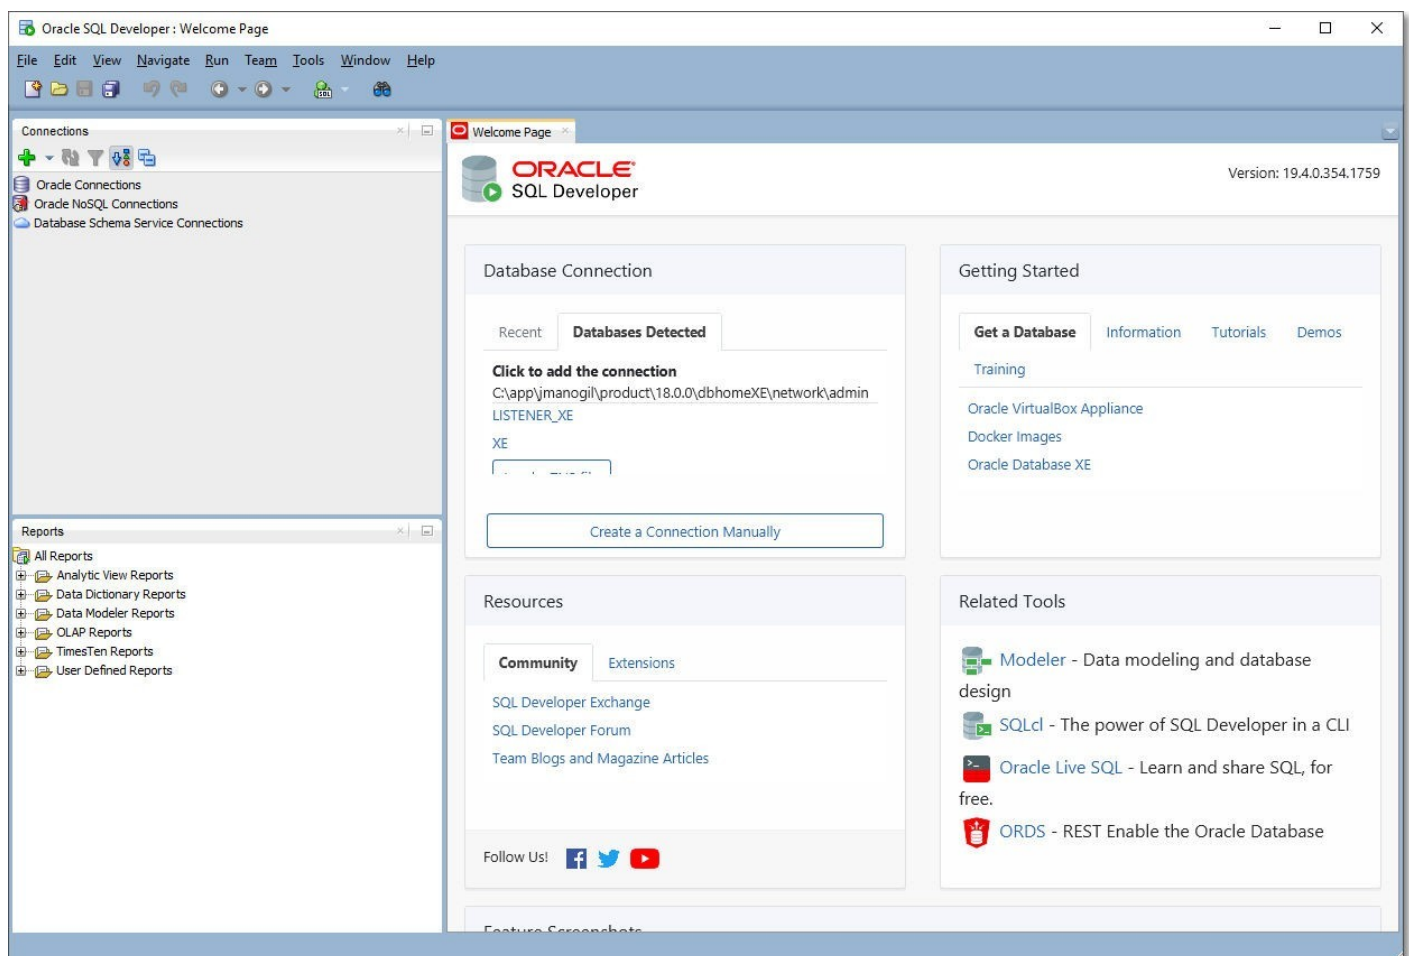 Oracle SQL Developer : Welcome Page
File Edit View Navigate Run Team Tools Window Help
SQL
Connections
Oracle Connections
Oracle NoSQL Connections
Database Schema Service Connections
Reports
All Reports
Analytic View Reports
Data Dictionary Reports
Data Modeler Reports
OLAP Reports
TimesTen Reports
User Defined Reports
Welcome Page
ORACLE
SQL Developer
Version: 19.4.0.354.1759
Database Connection
Recent Databases Detected
Click to add the connection
C:\app\jmanogil\product\18.0.0\dbhomeXE\network\admin
LISTENER_XE
XE
Create a Connection Manually
Getting Started
Get a Database Information Tutorials Demos
Training
Oracle VirtualBox Appliance
Docker Images
Oracle Database XE
Resources
Community Extensions
SQL Developer Exchange
SQL Developer Forum
Team Blogs and Magazine Articles
Follow Us!
Related Tools
Modeler - Data modeling and database
design
SQLcl - The power of SQL Developer in a CLI
Oracle Live SQL - Learn and share SQL, for
free.
ORDS - REST Enable the Oracle Database
Feature Screenshots